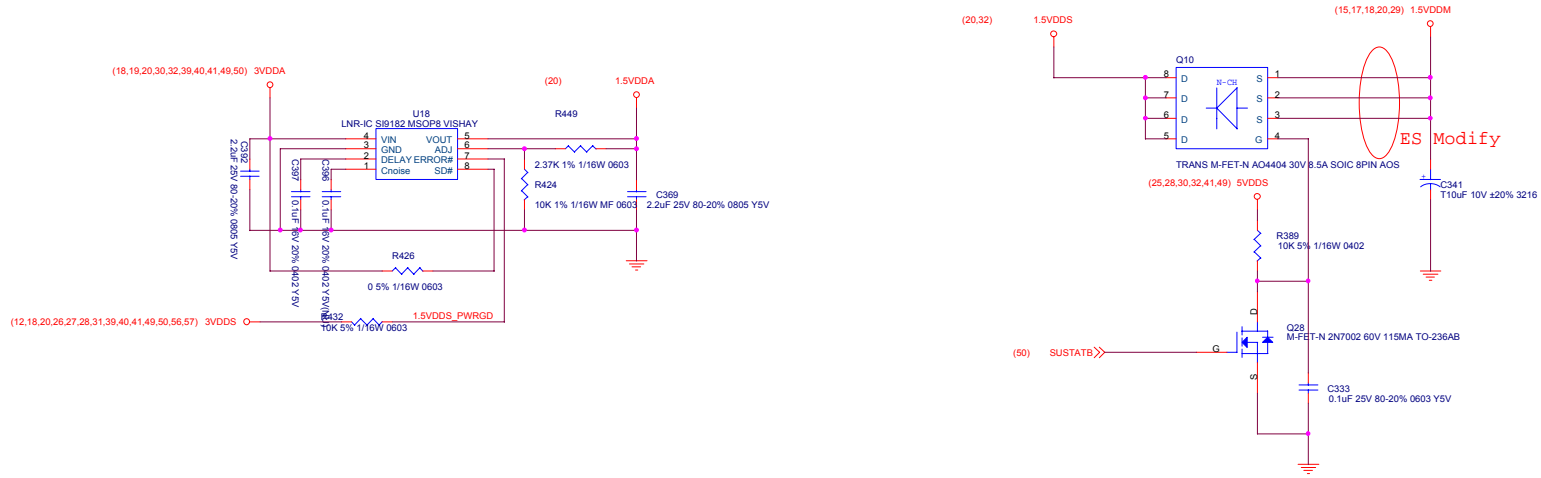 (18,19,20,30,32,39,40,41,49,50) 3VDDA
(20) 1.5VDDA
U18
LNR-IC SI9182 MSOP8 VISHAY
R449
4 VIN VOUT 5
3 GND ADJ 6
2 DELAY ERROR# 7
1 Cnoise SD# 8
2.37K 1% 1/16W 0603
R424
10K 1% 1/16W MF 0603
C392
2.2uF 25V 80-20% 0805 Y5V
C397
0.1uF 16V 20% 0402 Y5V
C396
0.1uF 16V 20% 0402 Y5V
C369
2.2uF 25V 80-20% 0805 Y5V
R426
0 5% 1/16W 0603
(12,18,20,26,27,28,31,39,40,41,49,50,56,57) 3VDDS
R432
10K 5% 1/16W 0603
1.5VDDS_PWRGD
(20,32) 1.5VDDS
(15,17,18,20,29) 1.5VDDM
Q10
N-CH
8 D S 1
7 D S 2
6 D S 3
5 D G 4
ES Modify
TRANS M-FET-N AO4404 30V 8.5A SOIC 8PIN AOS
+
C341
T10uF 10V ±20% 3216
(25,28,30,32,41,49) 5VDDS
R389
10K 5% 1/16W 0402
D
Q28
M-FET-N 2N7002 60V 115MA TO-236AB
G
S
(50) SUSTATB
C333
0.1uF 25V 80-20% 0603 Y5V